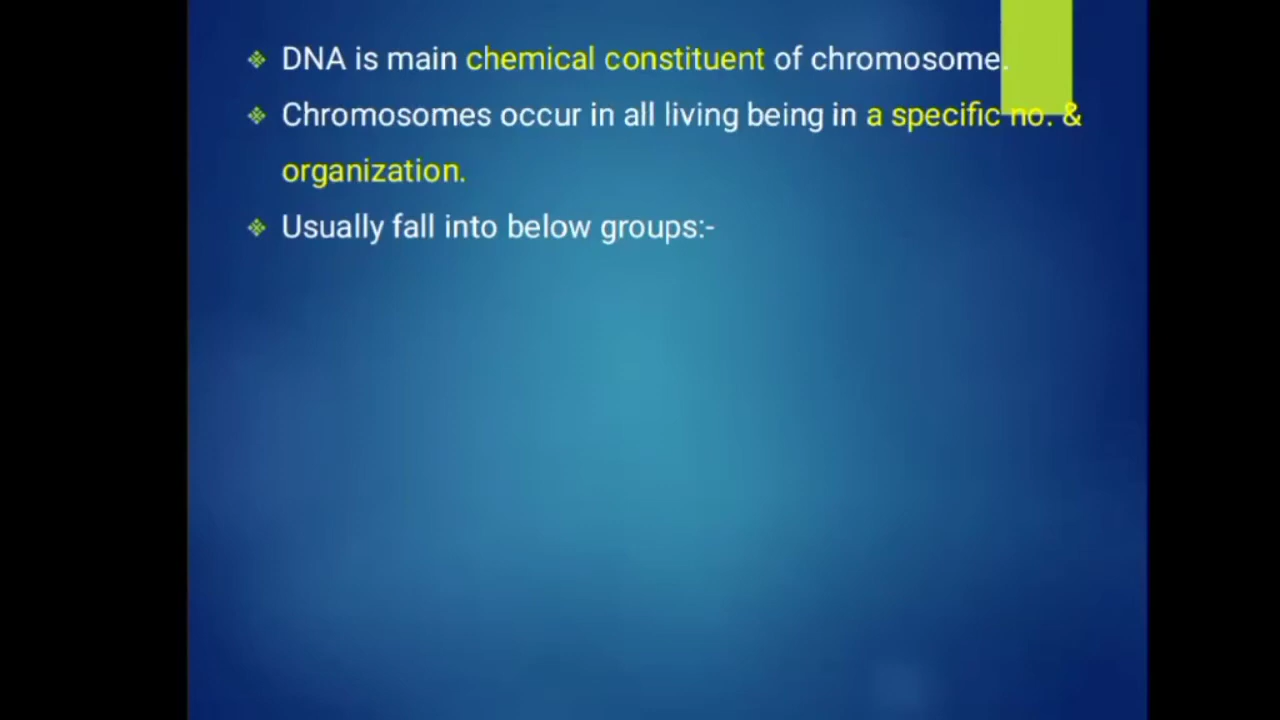 DNA is main chemical constituent of chromosome.
Chromosomes occur in all living being in a specific no. &
organization.
Usually fall into below groups:-